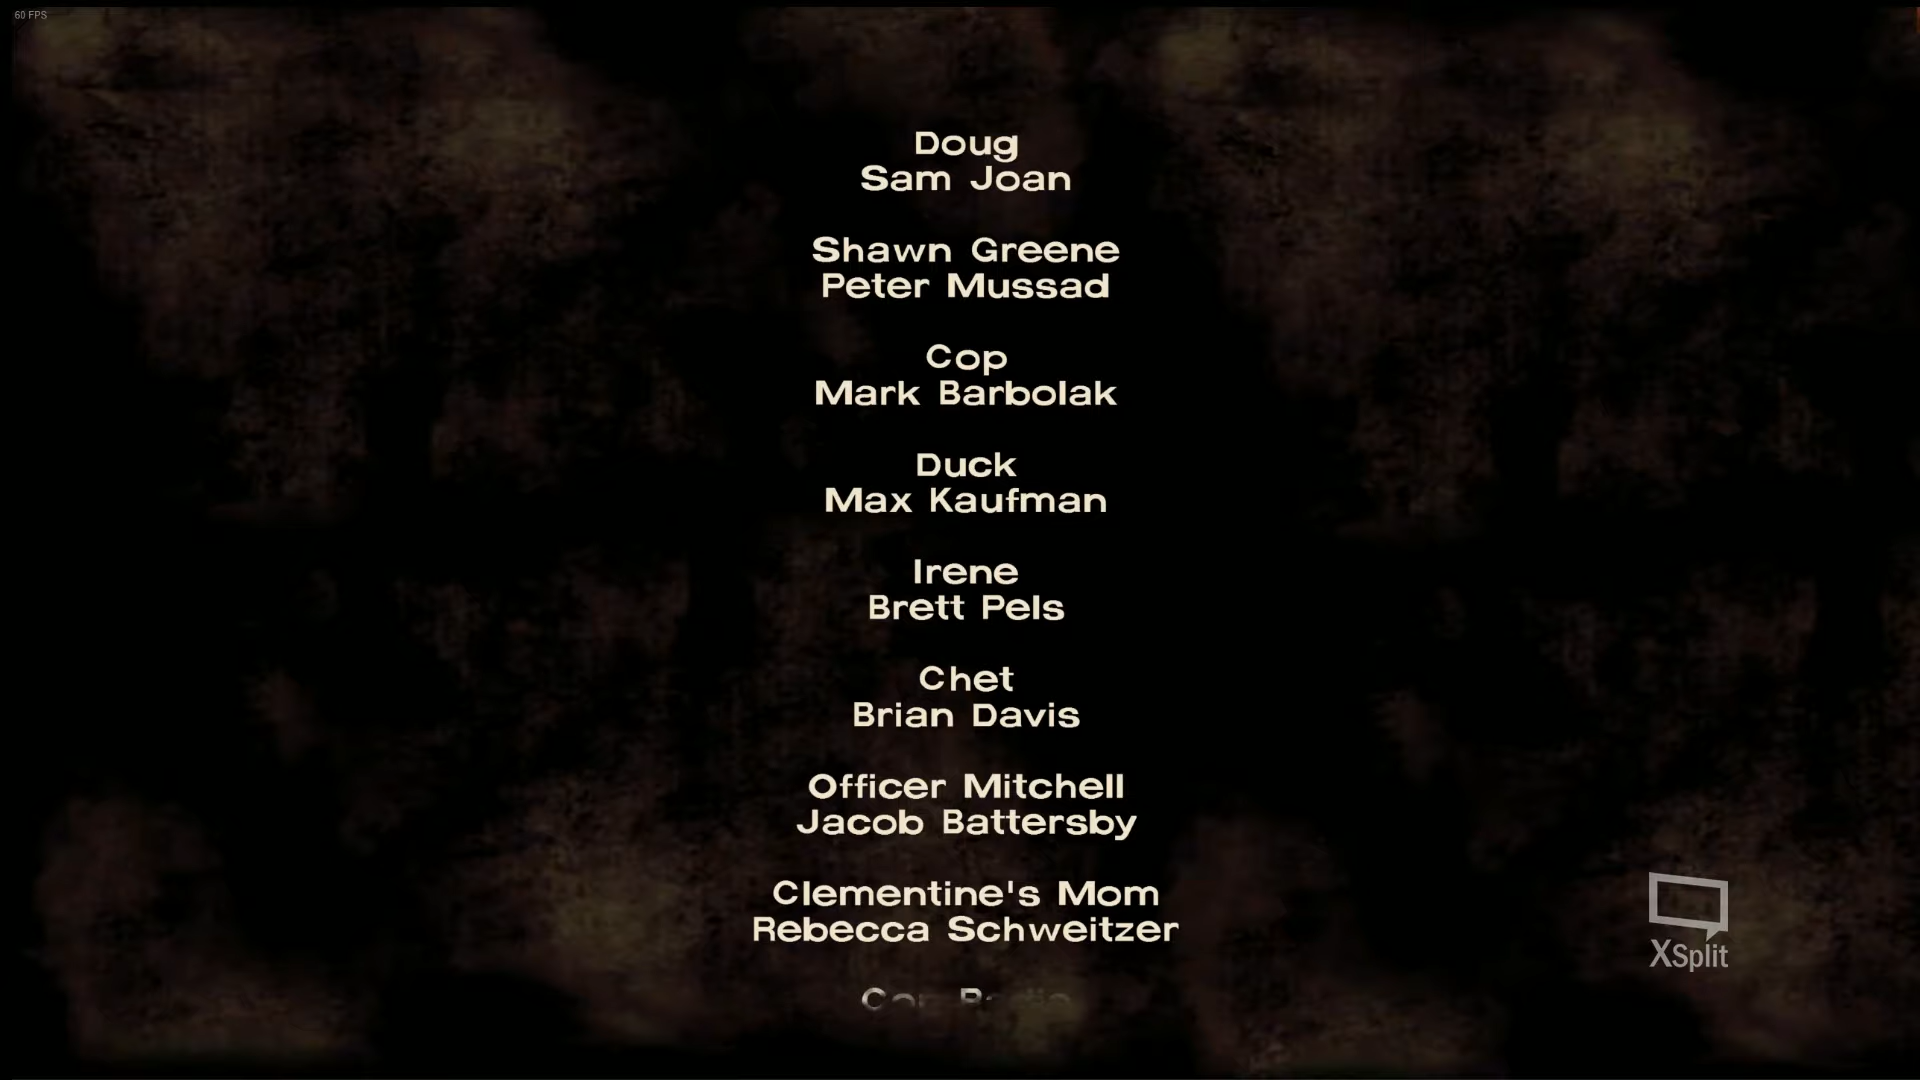 60 FPS
Doug
Sam Joan
Shawn Greene
Peter Mussad
Cop
Mark Barbolak
Duck
Max Kaufman
Irene
Brett Pels
Chet
Brian Davis
Officer Mitchell
Jacob Battersby
Clementine's Mom
Rebecca Schweitzer
XSplit